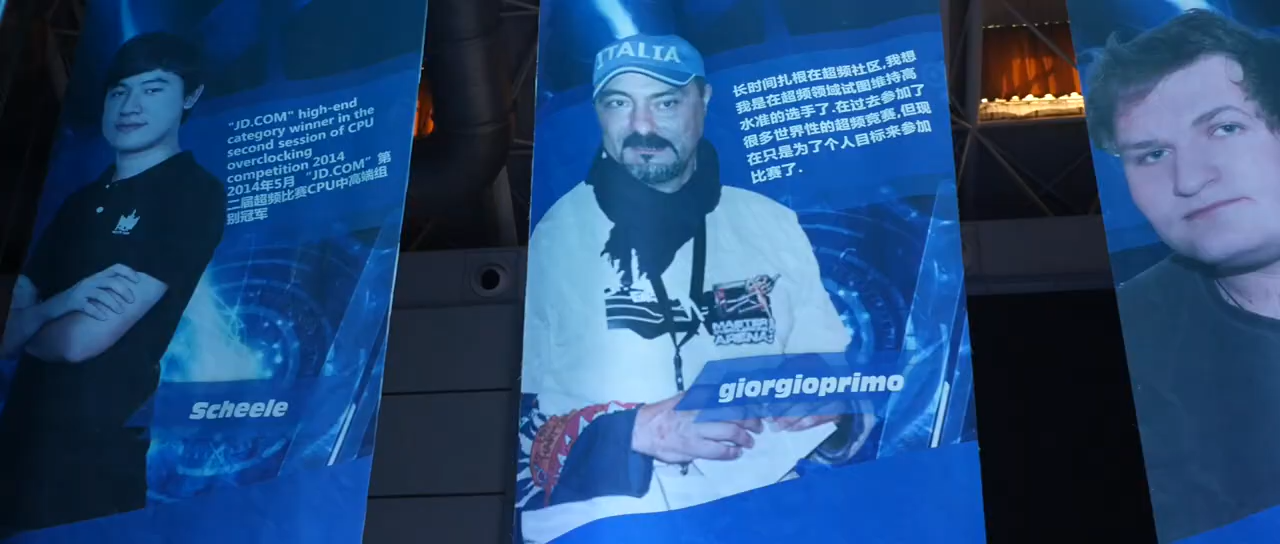 "JD.COM" high-end
category winner in the
second session of CPU
overclocking
competition 2014
2014年5月 “JD.COM”第
二届超频比赛CPU中高端组
别冠军
Scheele
ITALIA
长时间扎根在超频社区,我想
我是在超频领域试图维持高
水准的选手了.在过去参加了
很多世界性的超频竞赛,但现
在只是为了个人目标来参加
比赛了.
MASTER
ARENA
giorgioprimo